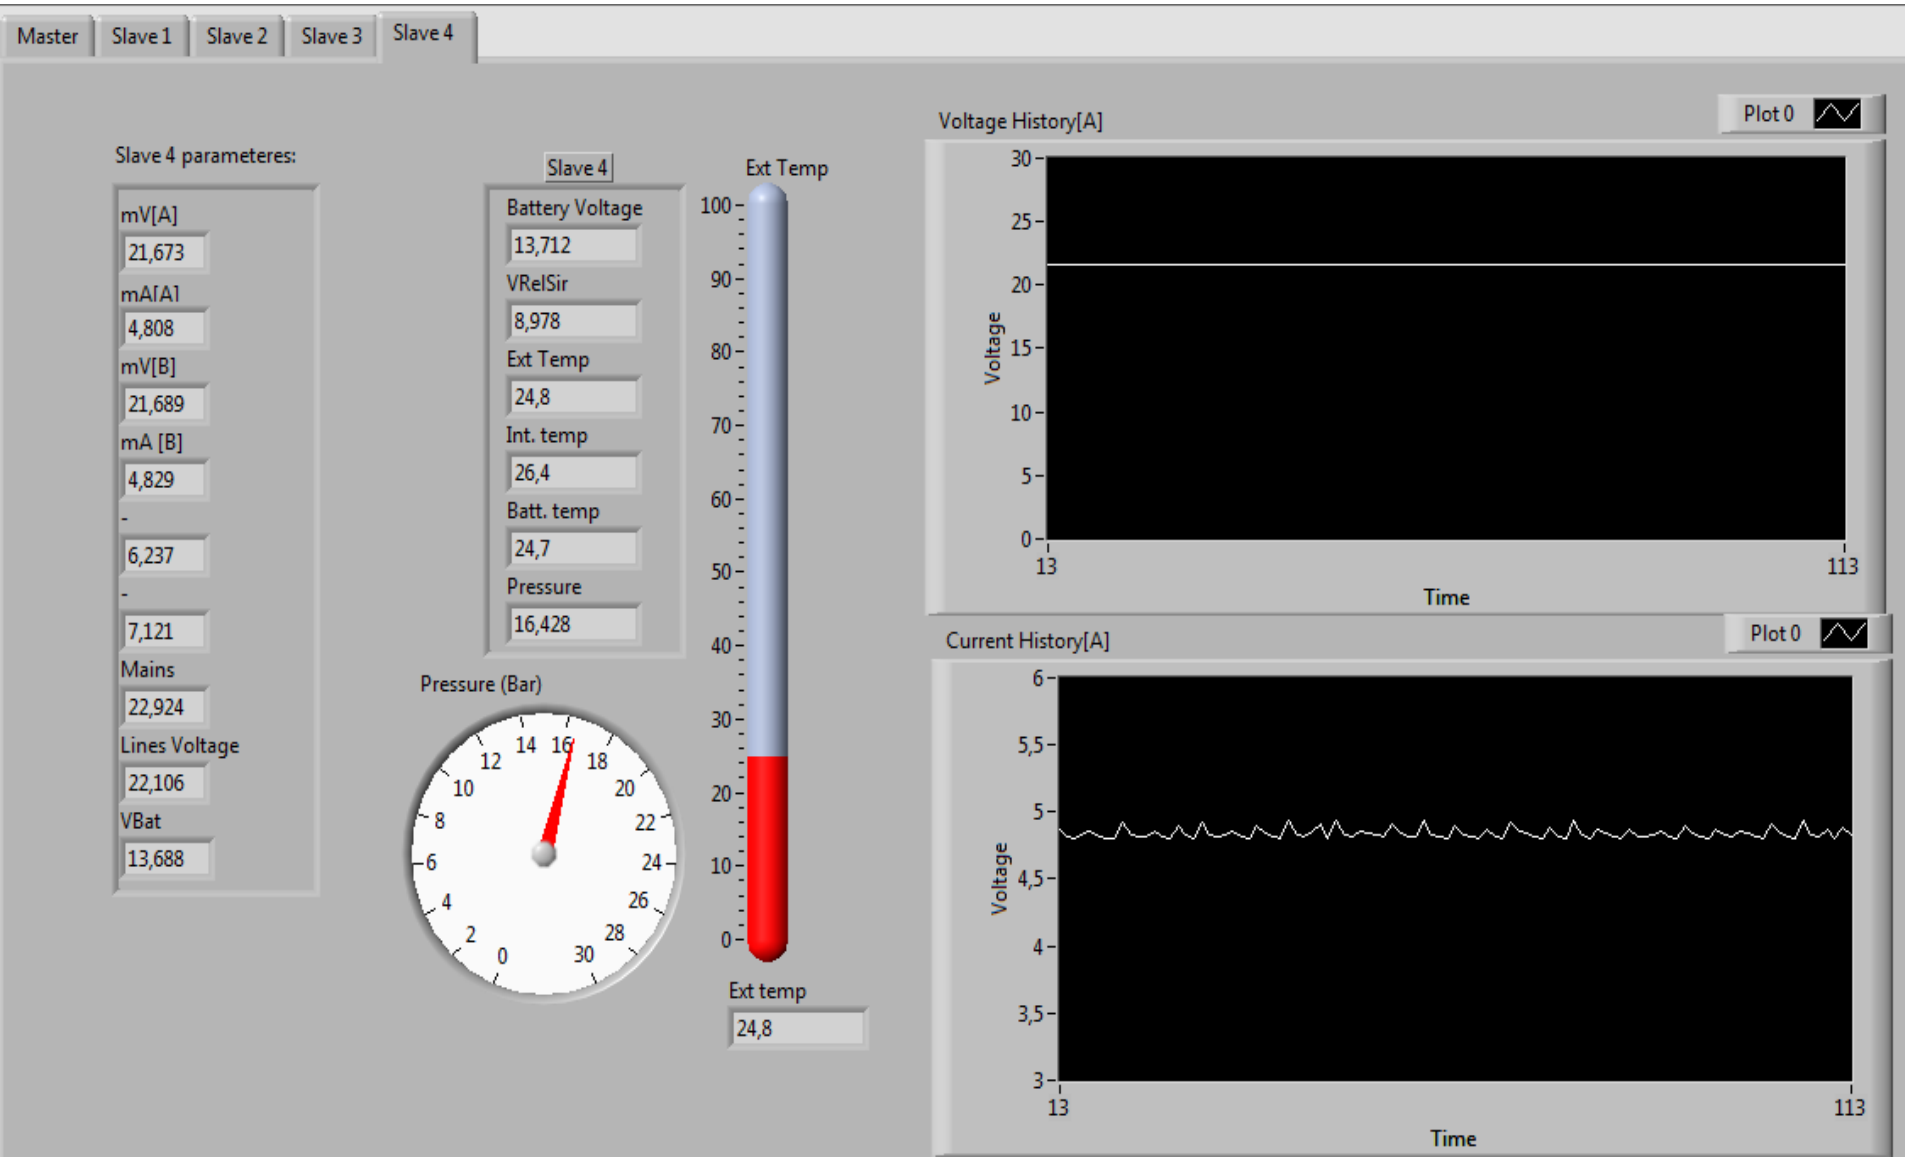 Master
Slave 1
Slave 2
Slave 3
Slave 4
Slave 4 parameteres:
mV[A]
21,673
mA[A]
4,808
mV[B]
21,689
mA [B]
4,829
-
6,237
-
7,121
Mains
22,924
Lines Voltage
22,106
VBat
13,688
Slave 4
Battery Voltage
13,712
VRelSir
8,978
Ext Temp
24,8
Int. temp
26,4
Batt. temp
24,7
Pressure
16,428
Pressure (Bar)
0
2
4
6
8
10
12
14
16
18
20
22
24
26
28
30
Ext Temp
100
90
80
70
60
50
40
30
20
10
0
Ext temp
24,8
Voltage History[A]
Plot 0
30
25
20
15
10
5
0
Voltage
13
113
Time
Current History[A]
Plot 0
6
5,5
5
4,5
4
3,5
3
Voltage
13
113
Time